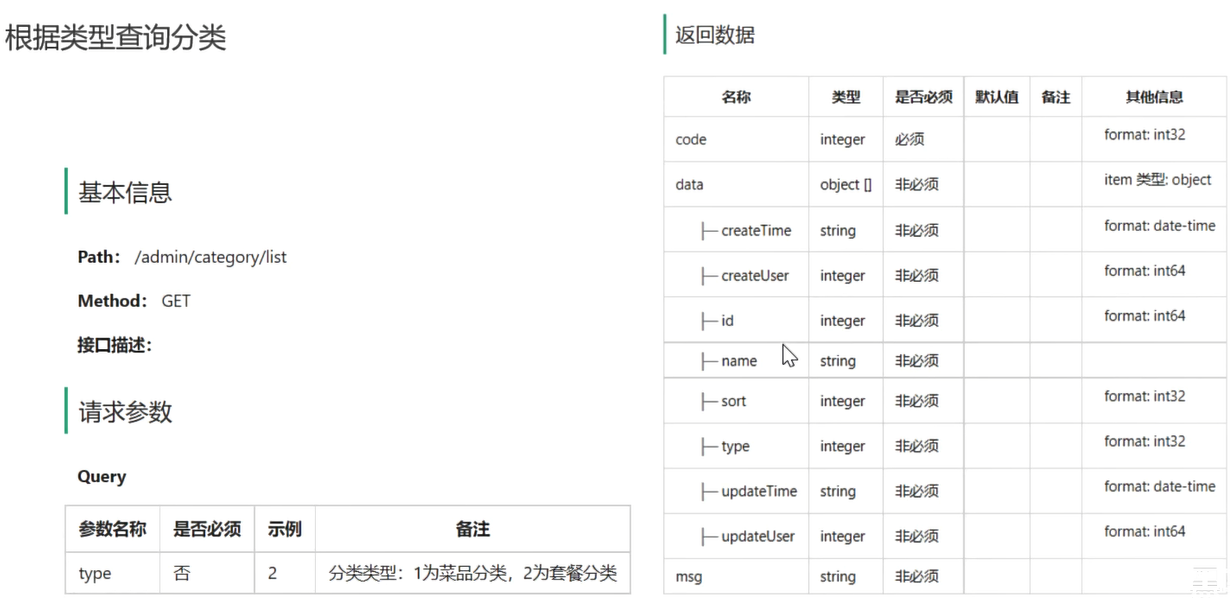 根据类型查询分类
基本信息
Path： /admin/category/list
Method： GET
接口描述：
请求参数
Query
参数名称 是否必须 示例 备注
type 否 2 分类类型：1为菜品分类，2为套餐分类
返回数据
名称 类型 是否必须 默认值 备注 其他信息
code integer 必须 format: int32
data object [] 非必须 item 类型: object
├─ createTime string 非必须 format: date-time
├─ createUser integer 非必须 format: int64
├─ id integer 非必须 format: int64
├─ name string 非必须
├─ sort integer 非必须 format: int32
├─ type integer 非必须 format: int32
├─ updateTime string 非必须 format: date-time
├─ updateUser integer 非必须 format: int64
msg string 非必须